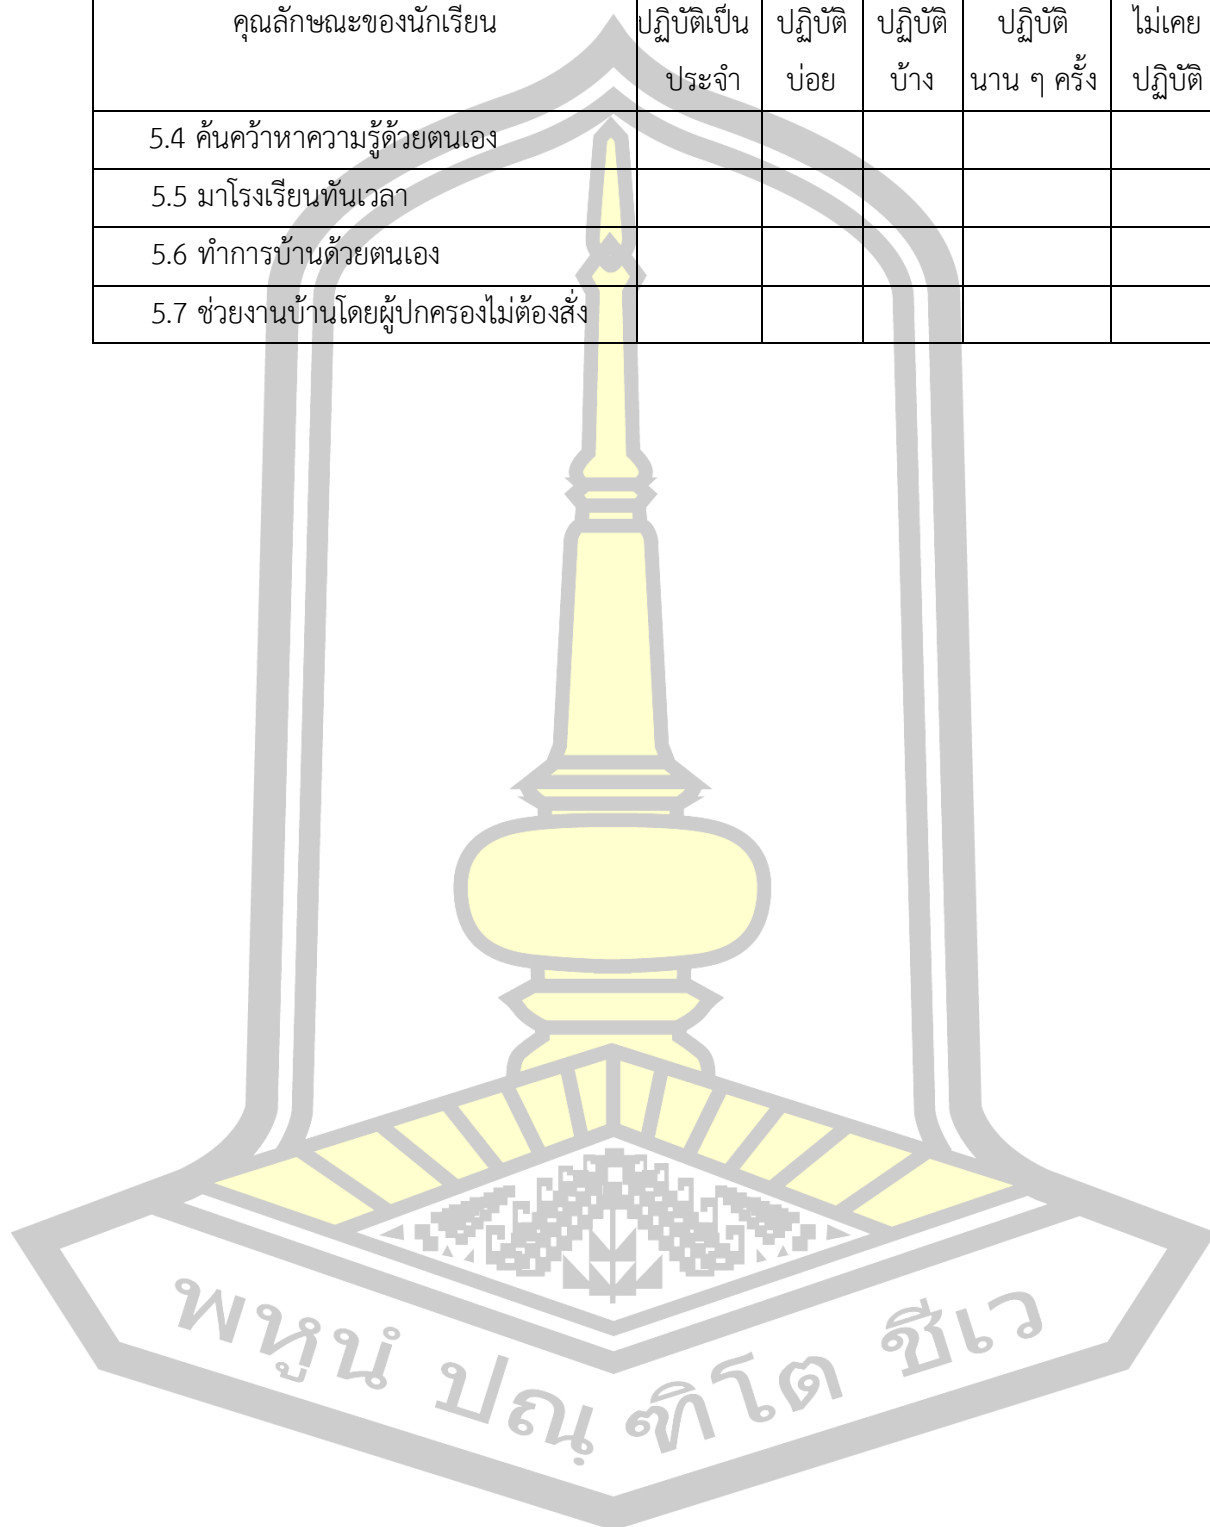 คุณลักษณะของนักเรียน ปฏิบัติเป็นประจำ ปฏิบัติบ่อย ปฏิบัติบ้าง ปฏิบัตินาน ๆ ครั้ง ไม่เคยปฏิบัติ
5.4 ค้นคว้าหาความรู้ด้วยตนเอง
5.5 มาโรงเรียนทันเวลา
5.6 ทำการบ้านด้วยตนเอง
5.7 ช่วยงานบ้านโดยผู้ปกครองไม่ต้องสั่ง
พหูนํ ปณฺฑิโต ชีเว